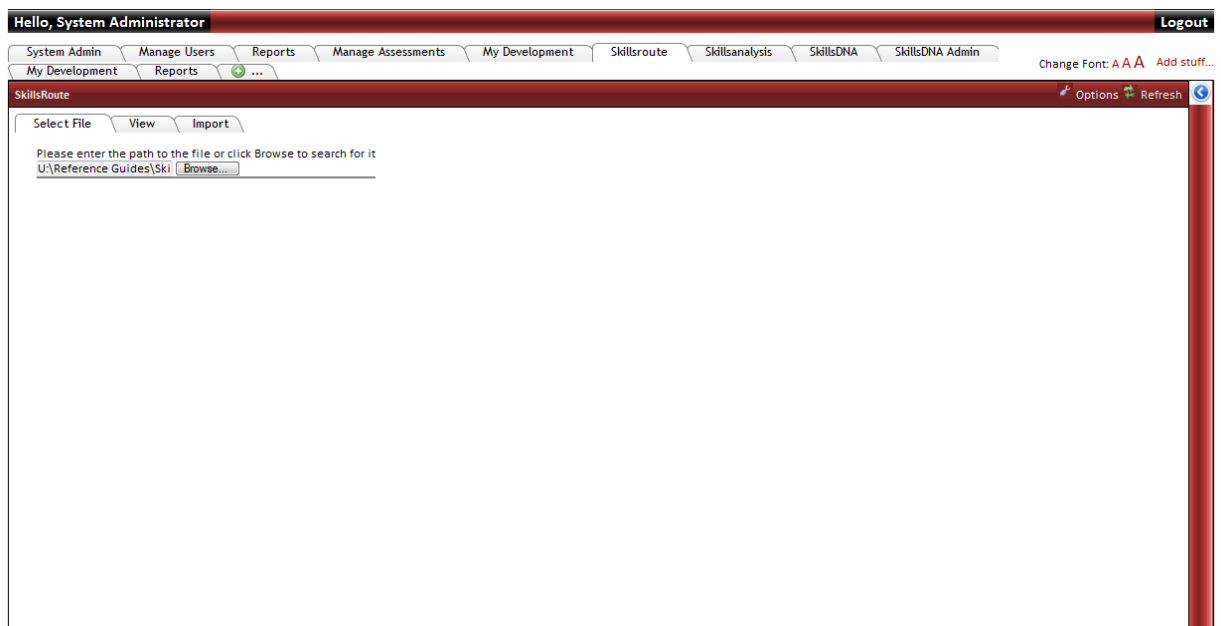 Hello, System Administrator Logout
System Admin Manage Users Reports Manage Assessments My Development Skillsroute Skillsanalysis SkillsDNA SkillsDNA Admin
Change Font: A A A Add stuff...
My Development Reports ...
SkillsRoute Options Refresh
Select File View Import
Please enter the path to the file or click Browse to search for it
U:\Reference Guides\Ski Browse...